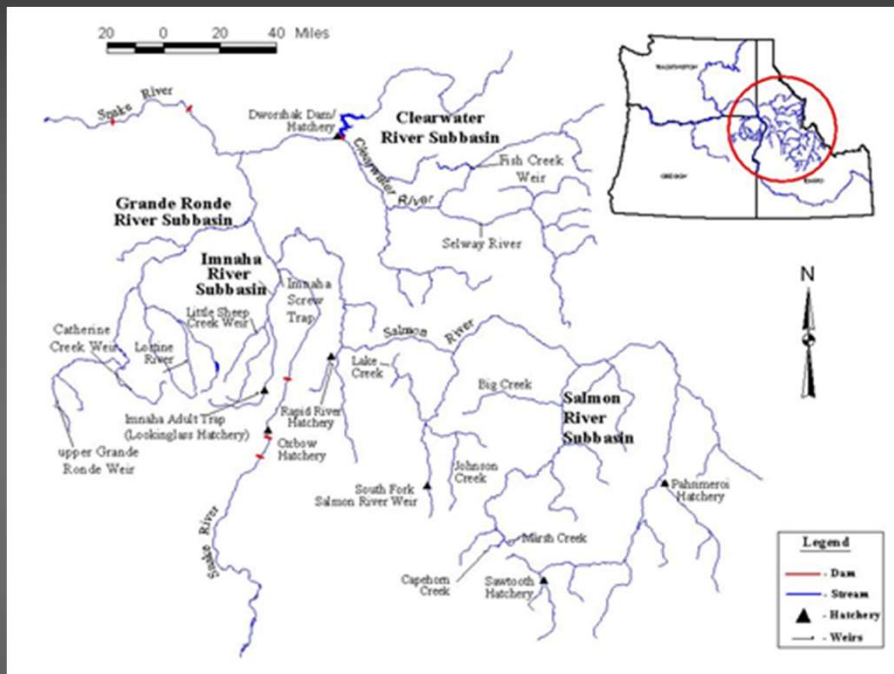 20 0 20 40 Miles
Snake River
Dworshak Dam/
Hatchery
Clearwater
River Subbasin
Clearwater
River
Fish Creek
Weir
Selway River
Grande Ronde
River Subbasin
Imnaha
River
Subbasin
Imnaha
Screw
Trap
Little Sheep
Creek Weir
Catherine
Creek Weir
Lostine
River
Imnaha Adult Trap
(Lookinglass Hatchery)
upper Grande
Ronde Weir
Rapid River
Hatchery
Oxbow
Hatchery
Snake River
Salmon River
Lake
Creek
Big Creek
Salmon
River
Subbasin
Johnson
Creek
South Fork
Salmon River Weir
Pahsimeroi
Hatchery
Marsh Creek
Capehorn
Creek
Sawtooth
Hatchery
WASHINGTON
OREGON
IDAHO
N
Legend
- Dam
- Stream
- Hatchery
- Weirs